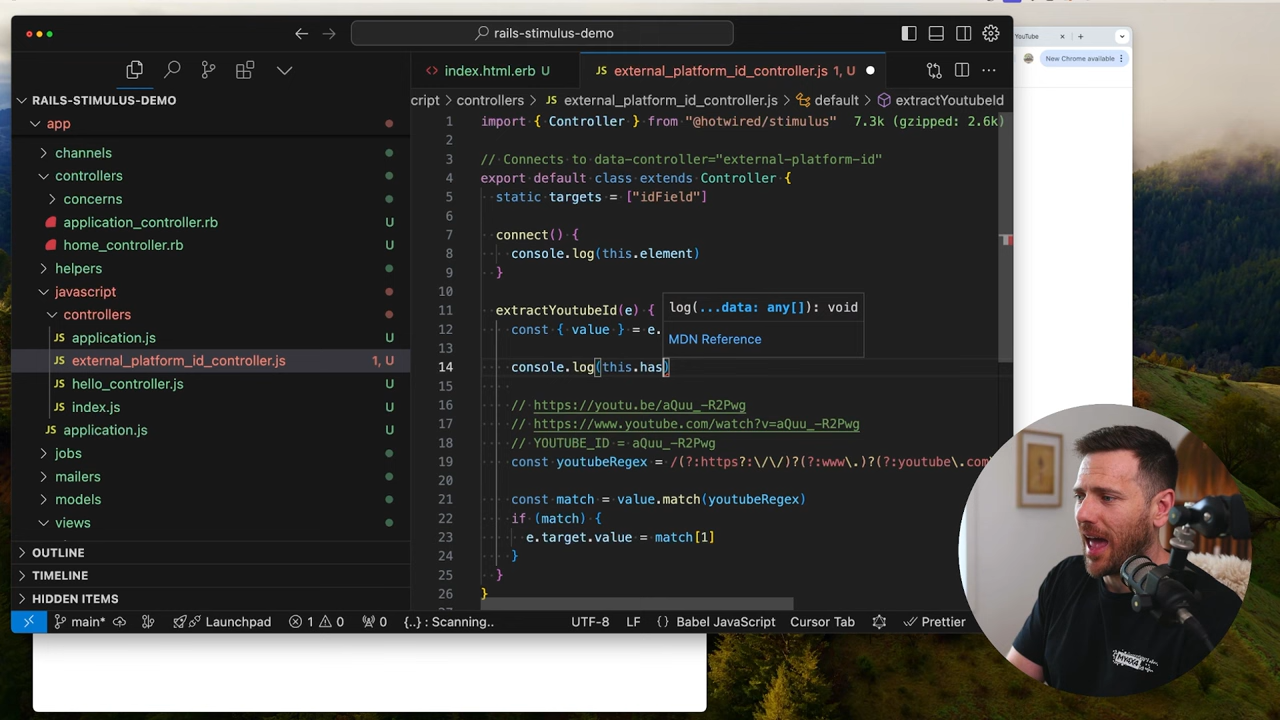 rails-stimulus-demo
YouTube
New Chrome available
RAILS-STIMULUS-DEMO
app
channels
controllers
concerns
application_controller.rb U
home_controller.rb U
helpers
javascript
controllers
JS application.js U
JS external_platform_id_controller.js 1, U
JS hello_controller.js U
JS index.js U
JS application.js U
jobs
mailers
models
views
OUTLINE
TIMELINE
HIDDEN ITEMS
index.html.erb U
JS external_platform_id_controller.js 1, U
cript > controllers > JS external_platform_id_controller.js > default > extractYoutubeId
1 import { Controller } from "@hotwired/stimulus" 7.3k (gzipped: 2.6k)
2
3 // Connects to data-controller="external-platform-id"
4 export default class extends Controller {
5 static targets = ["idField"]
6
7 connect() {
8 console.log(this.element)
9 }
10
11 extractYoutubeId(e) {
12 const { value } = e.
13
14 console.log(this.has)
15
16 // https://youtu.be/aQuu_-R2Pwg
17 // https://www.youtube.com/watch?v=aQuu_-R2Pwg
18 // YOUTUBE_ID = aQuu_-R2Pwg
19 const youtubeRegex = /(?:https?:\/\/)?(?:www\.)?(?:youtube\.com
20
21 const match = value.match(youtubeRegex)
22 if (match) {
23 e.target.value = match[1]
24 }
25 }
26 }
log(...data: any[]): void
MDN Reference
main* Launchpad 1 0 0 {..} : Scanning.. UTF-8 LF {} Babel JavaScript Cursor Tab Prettier